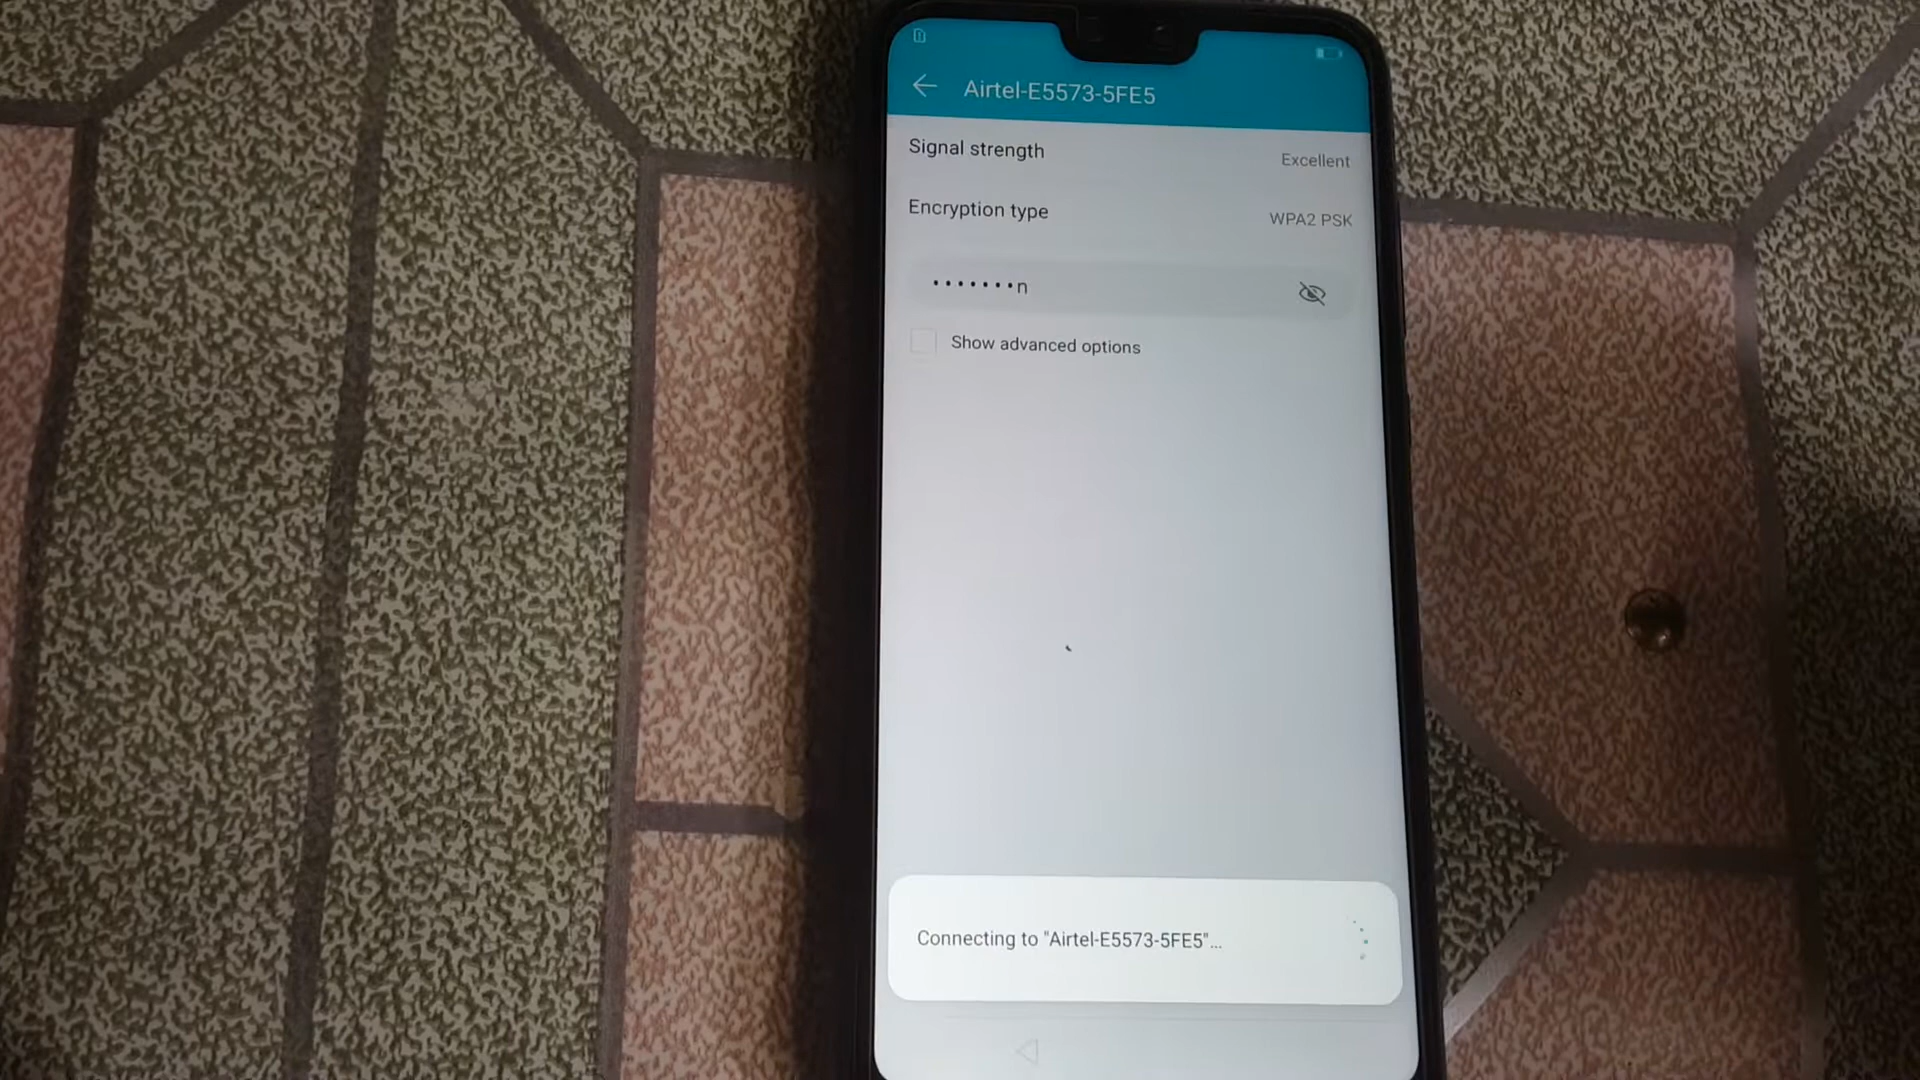 Airtel-E5573-5FE5
Signal strength
Excellent
Encryption type
WPA2 PSK
•••••••n
Show advanced options
Connecting to "Airtel-E5573-5FE5"...